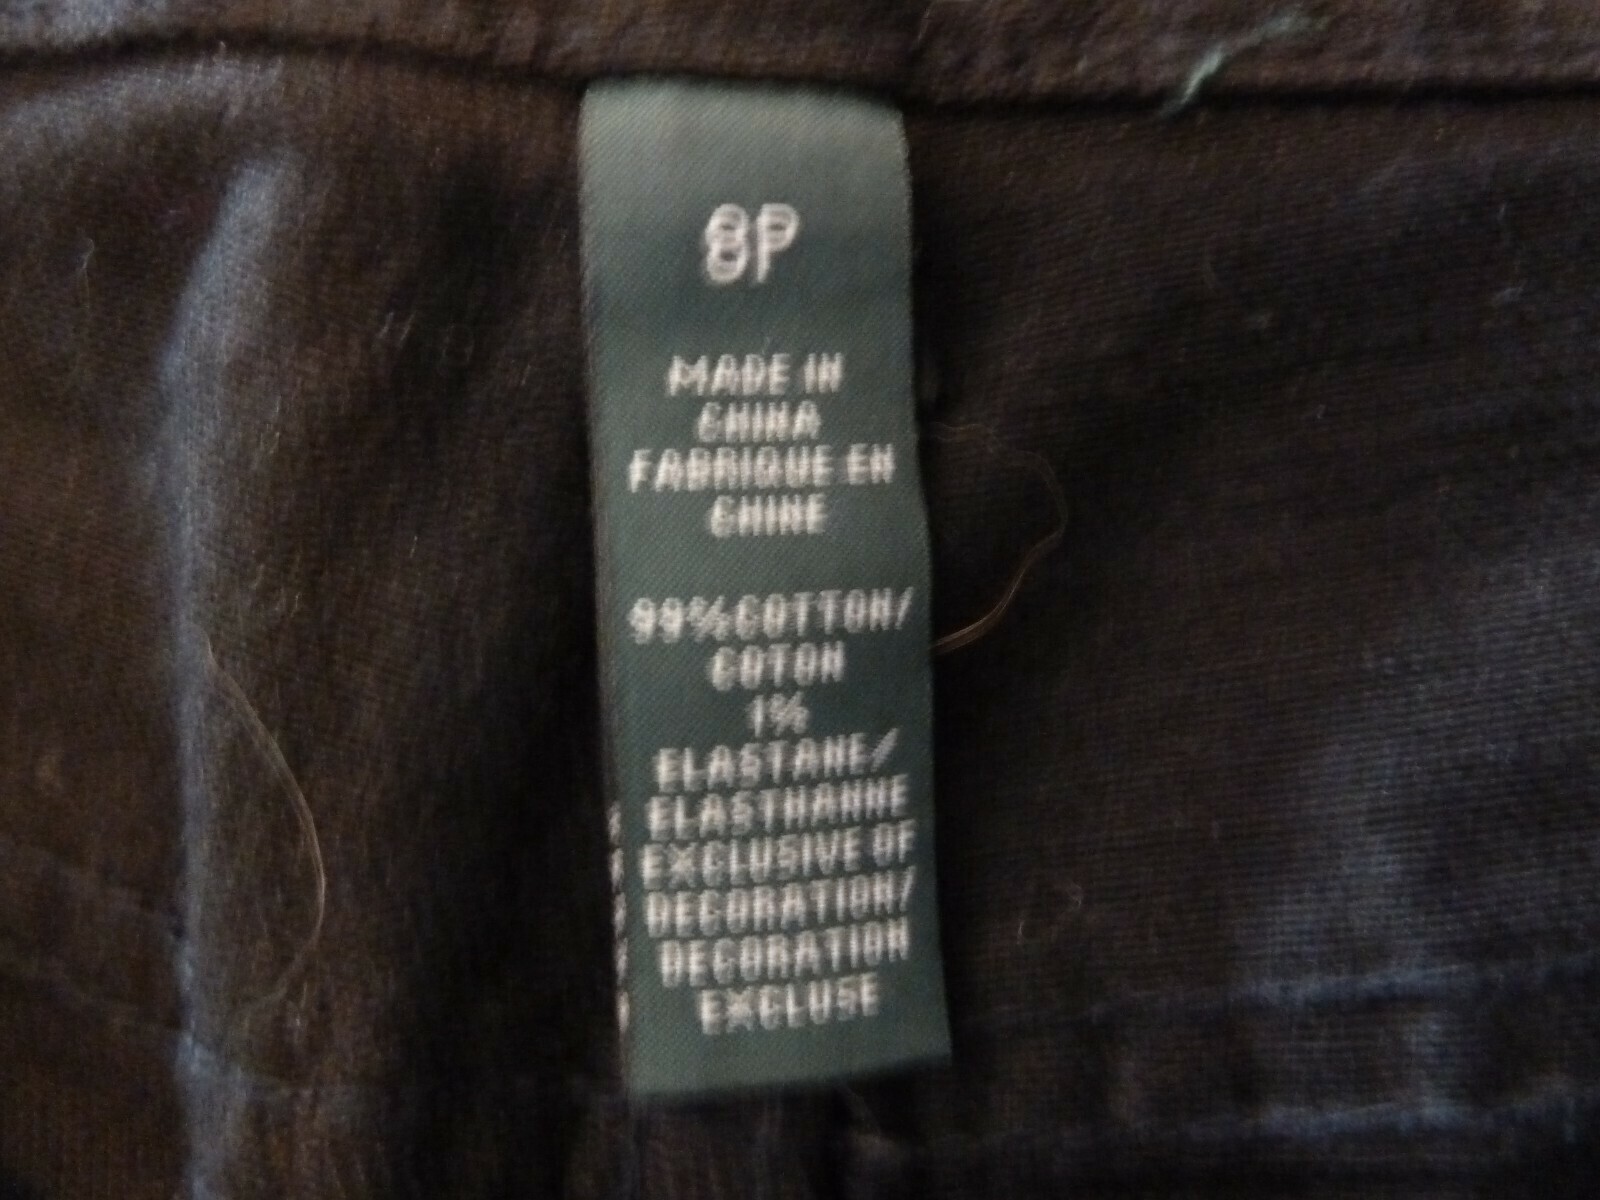 8P
MADE IN
CHINA
FABRIQUE EN
CHINE
99%COTTON/
COTON
1%
ELASTANE/
ELASTHANNE
EXCLUSIVE OF
DECORATION/
DECORATION
EXCLUSE